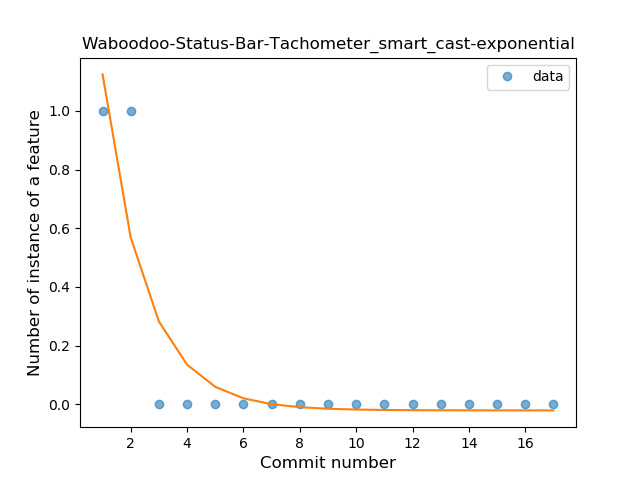 Waboodoo-Status-Bar-Tachometer_smart_cast-exponential
data
Number of instance of a feature
1.0
0.8
0.6
0.4
0.2
0.0
2 4 6 8 10 12 14 16
Commit number